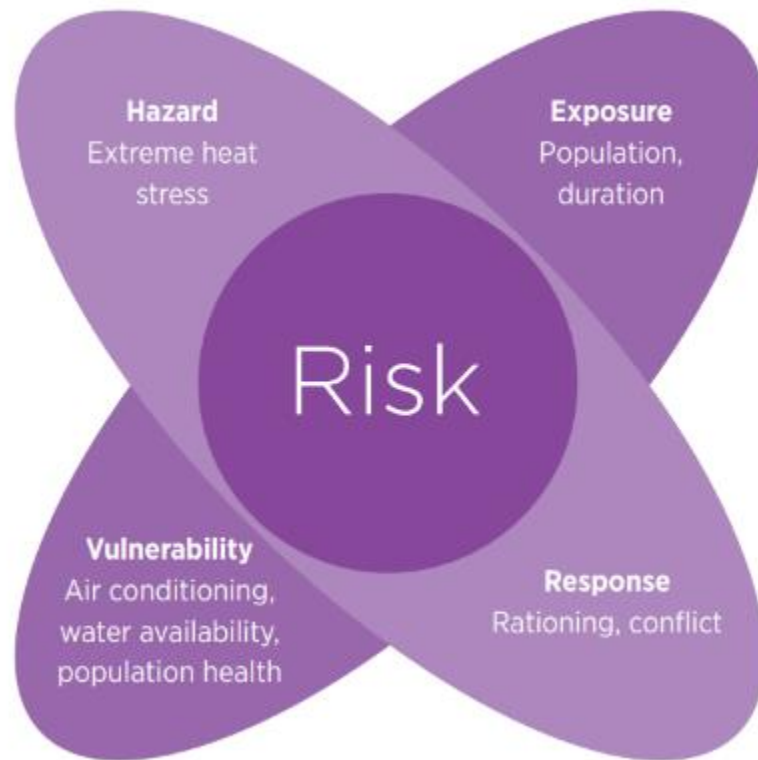 Hazard
Extreme heat
stress
Exposure
Population,
duration
Risk
Vulnerability
Air conditioning,
water availability,
population health
Response
Rationing, conflict